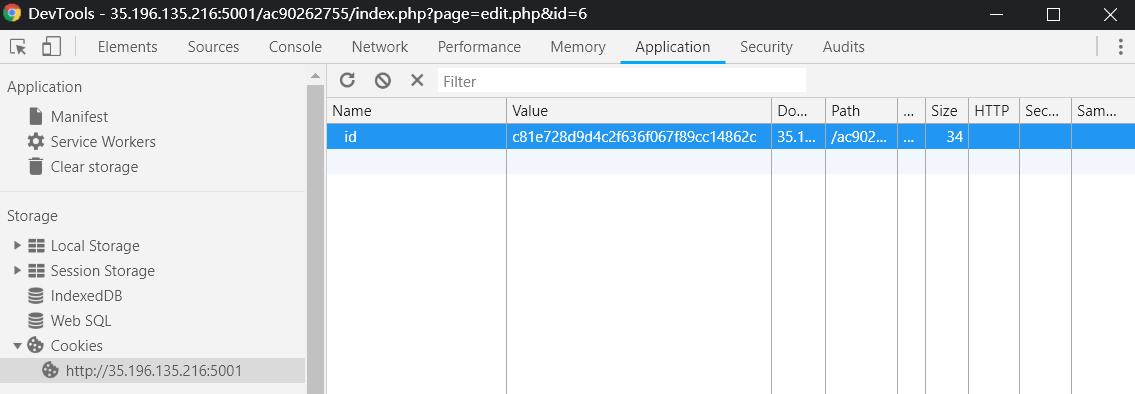 DevTools - 35.196.135.216:5001/ac90262755/index.php?page=edit.php&id=6
Elements Sources Console Network Performance Memory Application Security Audits
Application
Manifest
Service Workers
Clear storage
Storage
Local Storage
Session Storage
IndexedDB
Web SQL
Cookies
http://35.196.135.216:5001
Filter
Name Value Do... Path ... Size HTTP Sec... Sam...
id c81e728d9d4c2f636f067f89cc14862c 35.1... /ac902... ... 34